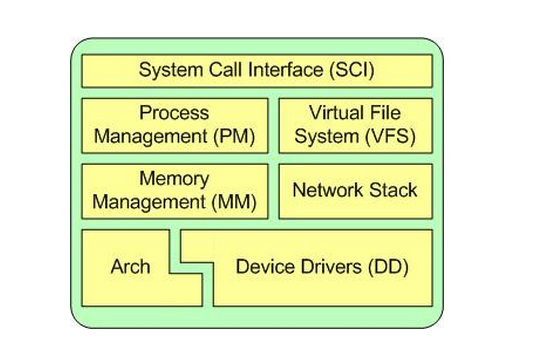 System Call Interface (SCI)
Process
Management (PM)
Virtual File
System (VFS)
Memory
Management (MM)
Network Stack
Arch
Device Drivers (DD)